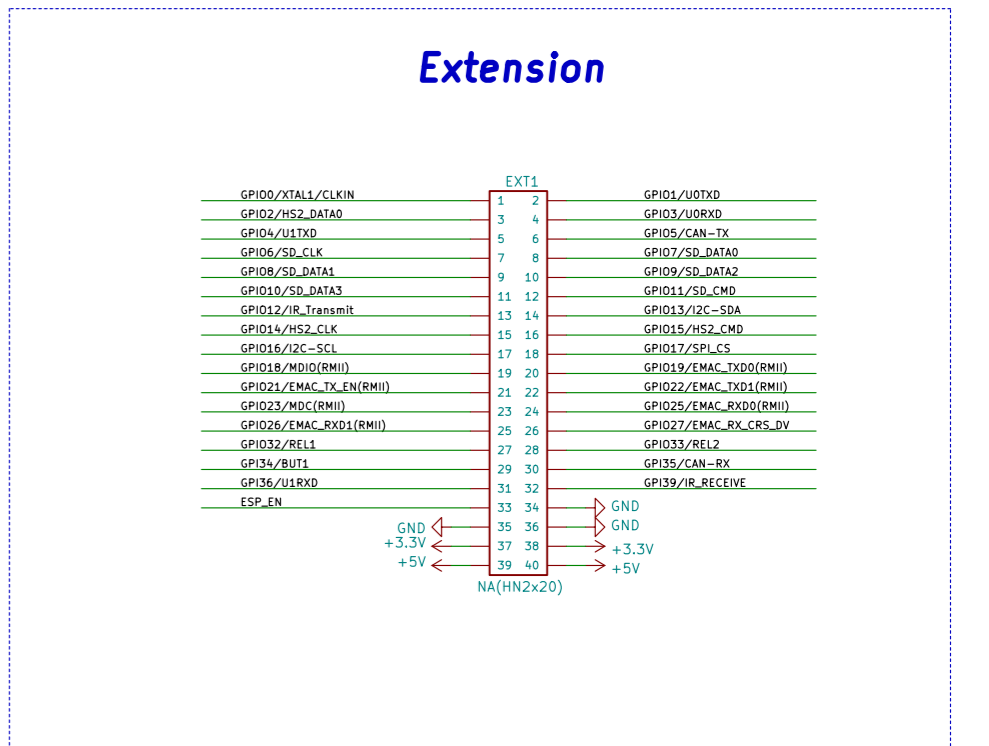 Extension
EXT1
GPIO0/XTAL1/CLKIN 1 2 GPIO1/U0TXD
GPIO2/HS2_DATA0 3 4 GPIO3/U0RXD
GPIO4/U1TXD 5 6 GPIO5/CAN-TX
GPIO6/SD_CLK 7 8 GPIO7/SD_DATA0
GPIO8/SD_DATA1 9 10 GPIO9/SD_DATA2
GPIO10/SD_DATA3 11 12 GPIO11/SD_CMD
GPIO12/IR_Transmit 13 14 GPIO13/I2C-SDA
GPIO14/HS2_CLK 15 16 GPIO15/HS2_CMD
GPIO16/I2C-SCL 17 18 GPIO17/SPI_CS
GPIO18/MDIO(RMII) 19 20 GPIO19/EMAC_TXD0(RMII)
GPIO21/EMAC_TX_EN(RMII) 21 22 GPIO22/EMAC_TXD1(RMII)
GPIO23/MDC(RMII) 23 24 GPIO25/EMAC_RXD0(RMII)
GPIO26/EMAC_RXD1(RMII) 25 26 GPIO27/EMAC_RX_CRS_DV
GPIO32/REL1 27 28 GPIO33/REL2
GPI34/BUT1 29 30 GPI35/CAN-RX
GPI36/U1RXD 31 32 GPI39/IR_RECEIVE
ESP_EN 33 34 GND
GND 35 36 GND
+3.3V 37 38 +3.3V
+5V 39 40 +5V
NA(HN2x20)